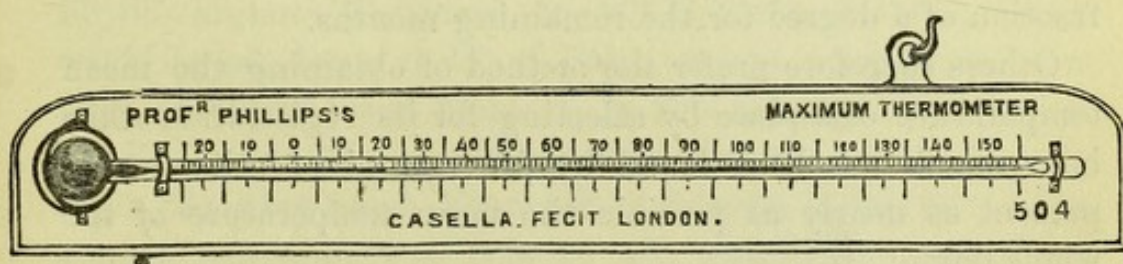 PROFR PHILLIPS'S
MAXIMUM THERMOMETER
20 10 0 10 20 30 40 50 60 70 80 90 100 110 120 130 140 150
CASELLA. FECIT LONDON.
504